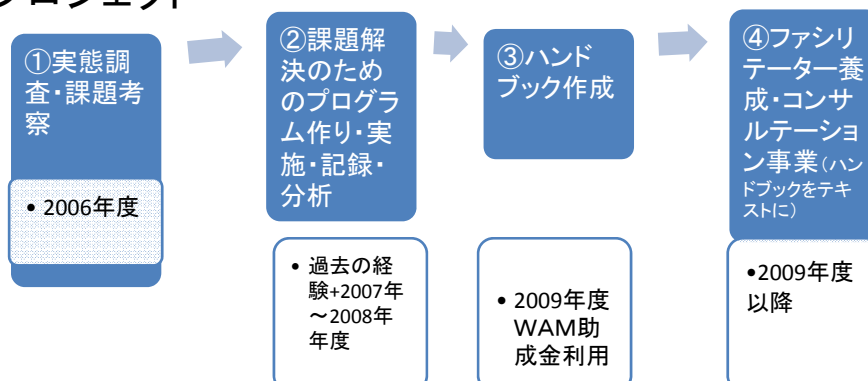 プロジェクト
①実態調
査・課題考
察
• 2006年度
②課題解
決のため
のプログラ
ム作り・実
施・記録・
分析
• 過去の経
験+2007年
～2008年
年度
③ハンド
ブック作成
• 2009年度
WAM助
成金利用
④ファシリ
テーター養
成・コンサ
ルテーショ
ン事業(ハン
ドブックをテキ
ストに)
•2009年度
以降